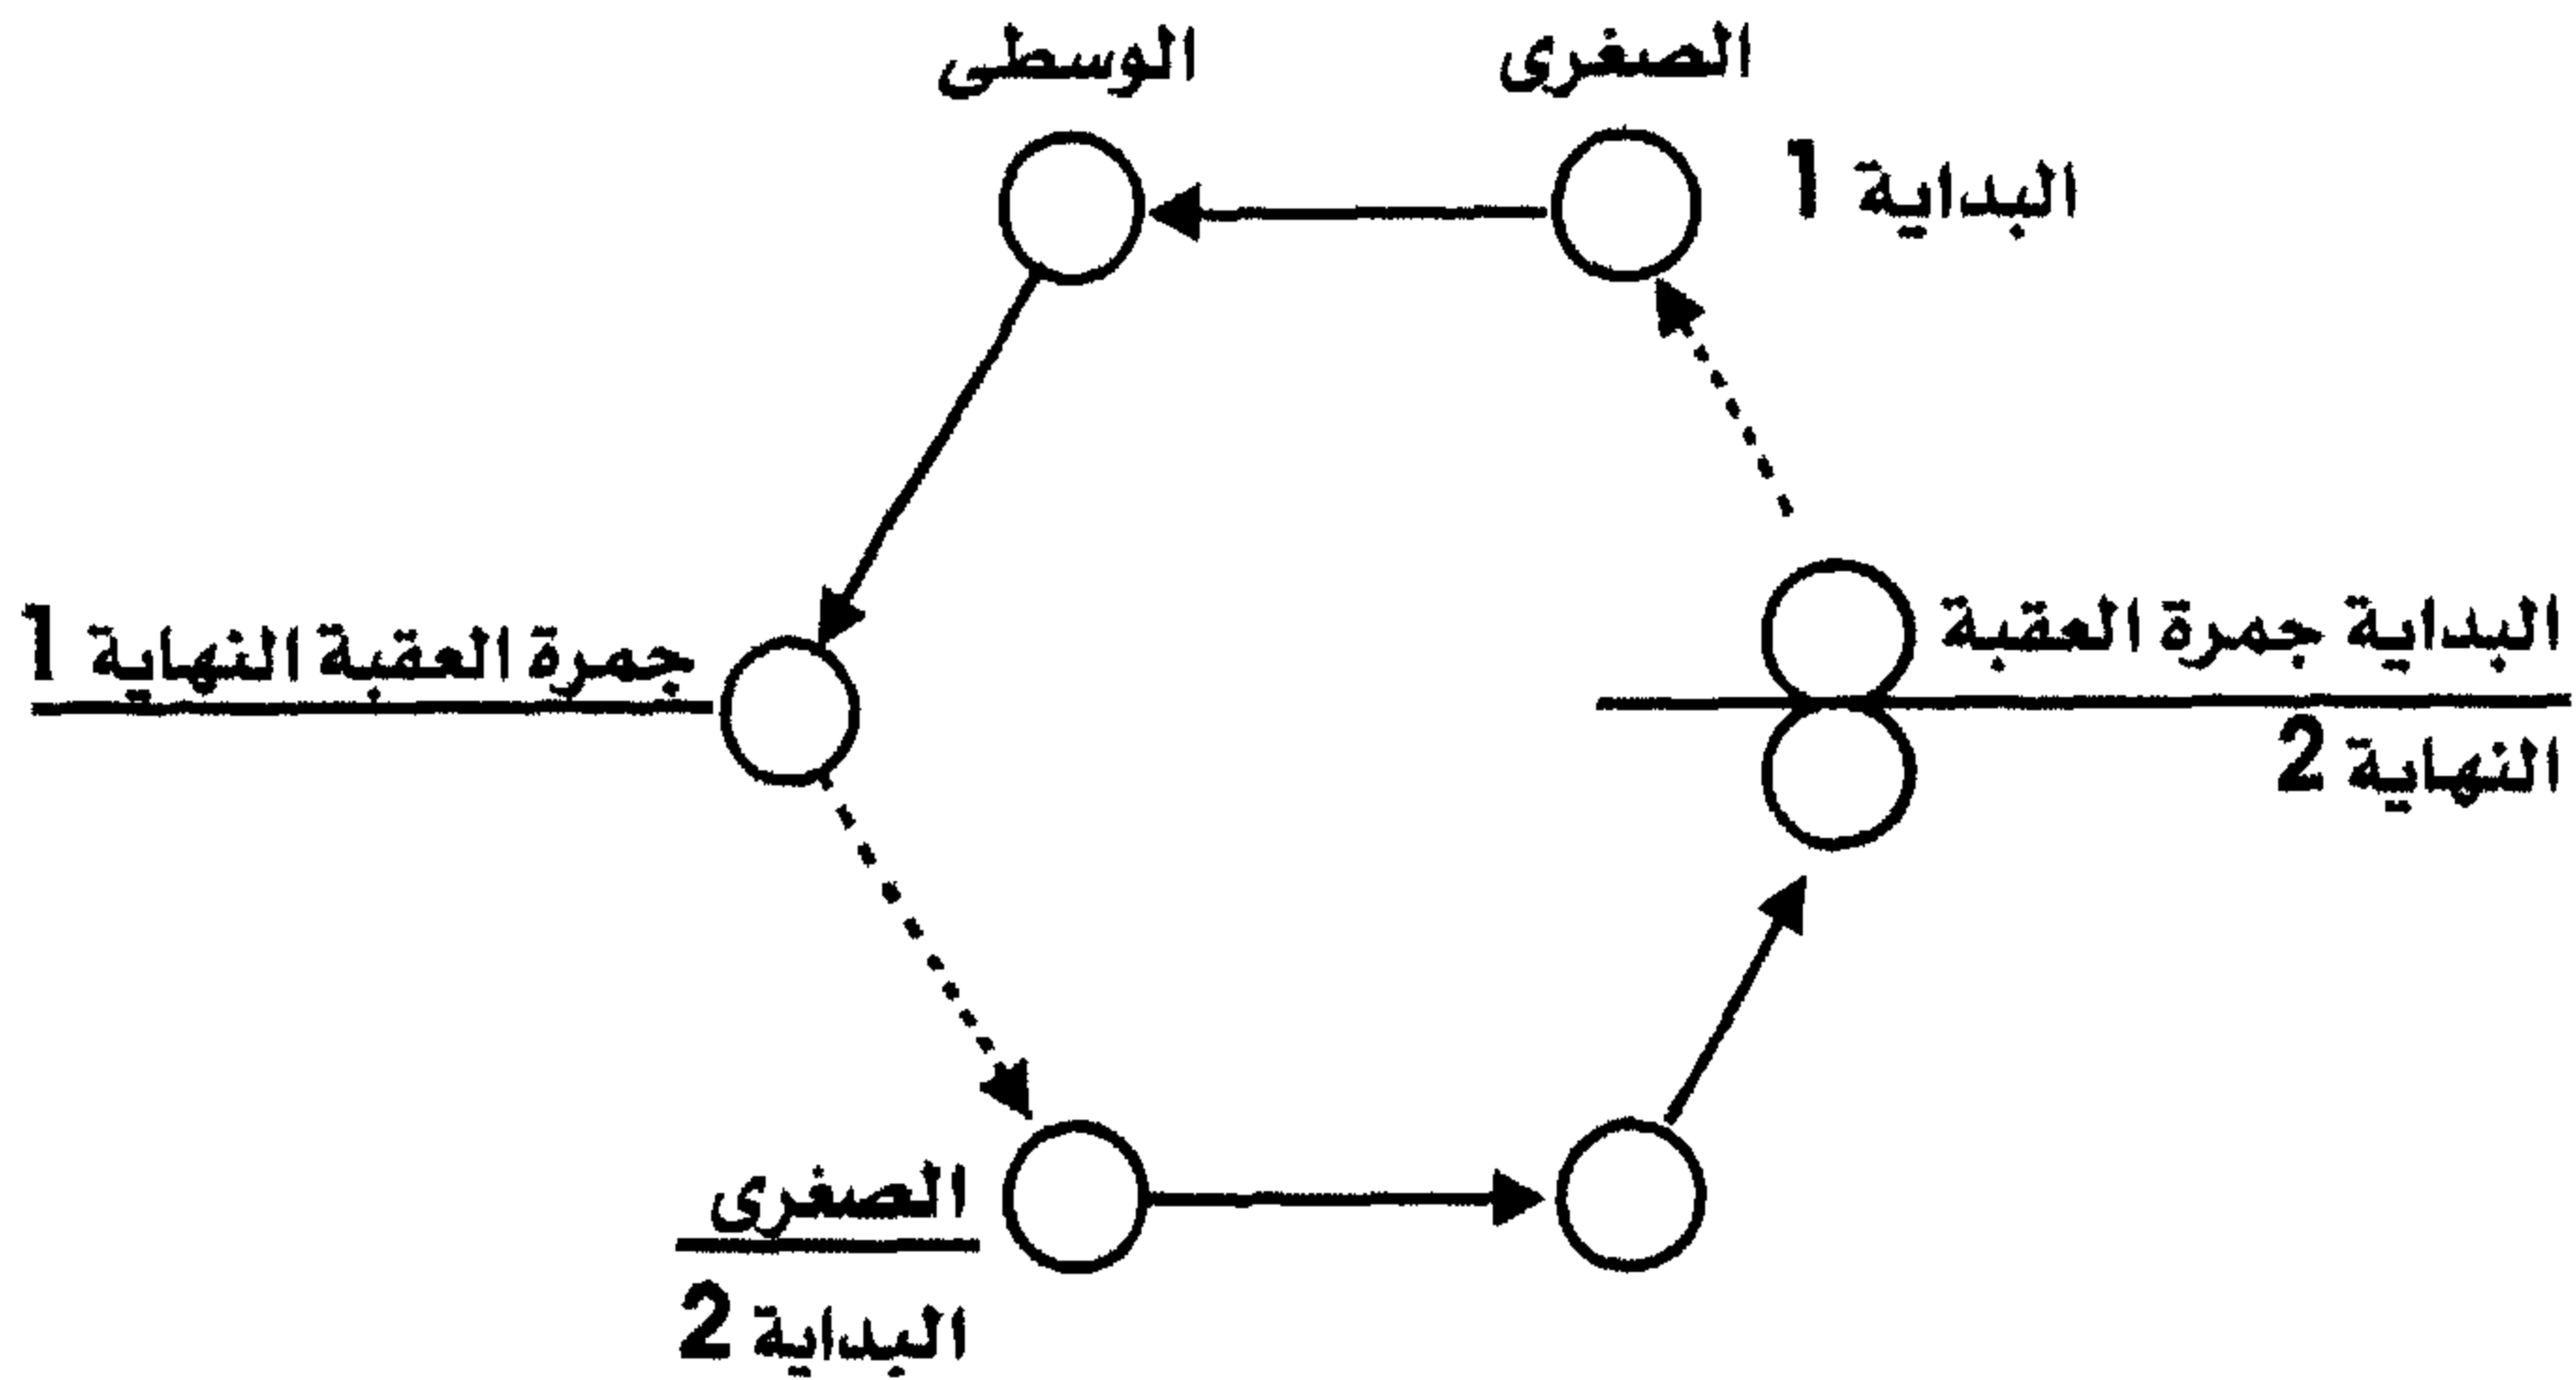 الصغرى
الوسطى
البداية 1
البداية جمرة العقبة
النهاية 2
جمرة العقبة النهاية 1
الصغرى
البداية 2